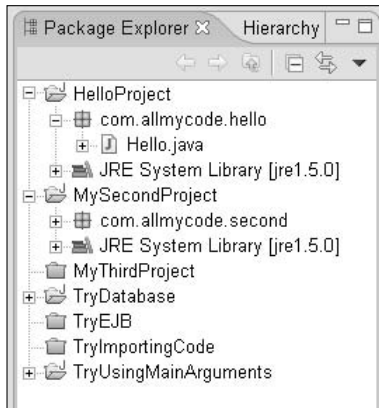 Package Explorer Hierarchy
HelloProject
com.allmycode.hello
Hello.java
JRE System Library [jre1.5.0]
MySecondProject
com.allmycode.second
JRE System Library [jre1.5.0]
MyThirdProject
TryDatabase
TryEJB
TryImportingCode
TryUsingMainArguments